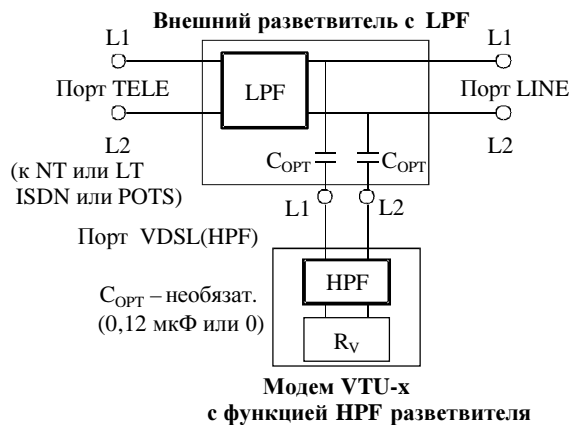 Внешний разветвитель с LPF
L1
L1
LPF
Порт TELE
Порт LINE
L2
L2
(к NT или LT
ISDN или POTS)
C_OPT
C_OPT
L1
L2
Порт VDSL(HPF)
HPF
C_OPT – необязат.
(0,12 мкФ или 0)
R_V
Модем VTU-x
с функцией HPF разветвителя